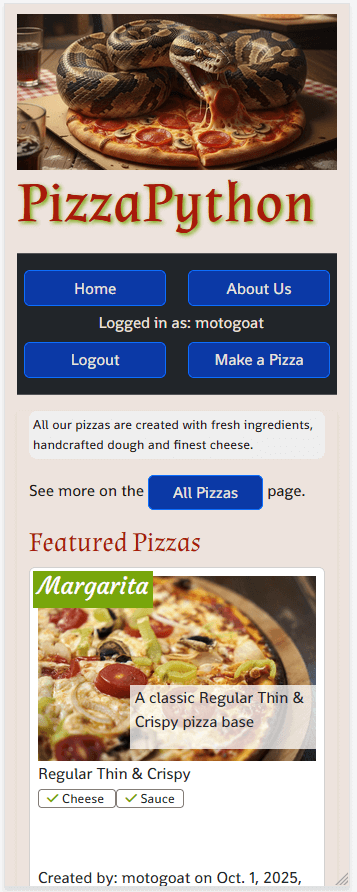 PizzaPython
Home
About Us
Logged in as: motogoat
Logout
Make a Pizza
All our pizzas are created with fresh ingredients,
handcrafted dough and finest cheese.
See more on the All Pizzas page.
Featured Pizzas
Margarita
A classic Regular Thin &
Crispy pizza base
Regular Thin & Crispy
Cheese
Sauce
Created by: motogoat on Oct. 1, 2025,